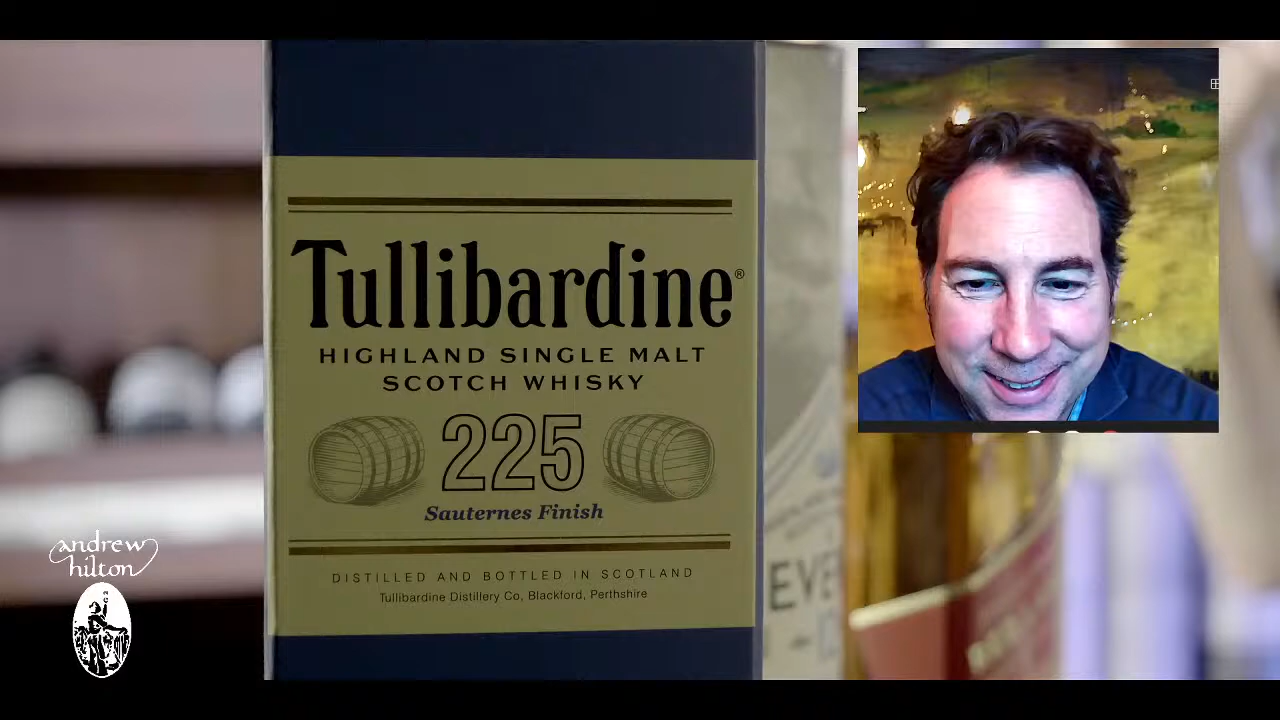 Tullibardine®
HIGHLAND SINGLE MALT
SCOTCH WHISKY
225
Sauternes Finish
DISTILLED AND BOTTLED IN SCOTLAND
Tullibardine Distillery Co, Blackford, Perthshire
EVE
andrew
hilton